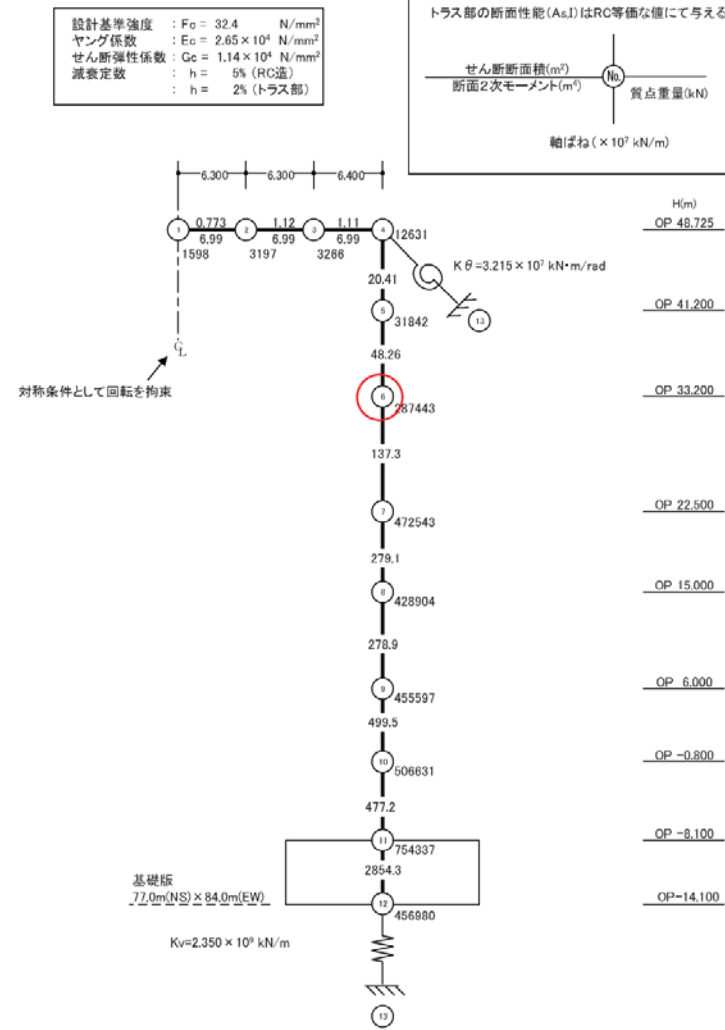 設計基準強度 : Fc = 32.4 N/mm²
ヤング係数 : Ec = 2.65×10⁴ N/mm²
せん断弾性係数 : Gc = 1.14×10⁴ N/mm²
減衰定数 : h = 5% (RC造)
: h = 2% (トラス部)
トラス部の断面性能(As,I)はRC等価な値にて与える
せん断断面積(m²)
断面2次モーメント(m⁴)
No.
質点重量(kN)
軸ばね(×10⁷ kN/m)
6.300 6.300 6.400
H(m)
1 0.773 2 1.12 3 1.11 4 12631 OP 48.725
6.99 6.99 6.99
1598 3197 3266
Kθ=3.215×10⁷ kN・m/rad
20.41
13
5 31842 OP 41.200
CL
48.26
対称条件として回転を拘束
6 287443 OP 33.200
137.3
7 472543 OP 22.500
279.1
8 428904 OP 15.000
278.9
9 455597 OP 6.000
499.5
10 506631 OP -0.800
477.2
11 754337 OP -8.100
2854.3
基礎版
77.0m(NS)×84.0m(EW)
12 456980 OP-14.100
Kv=2.350×10⁹ kN/m
13